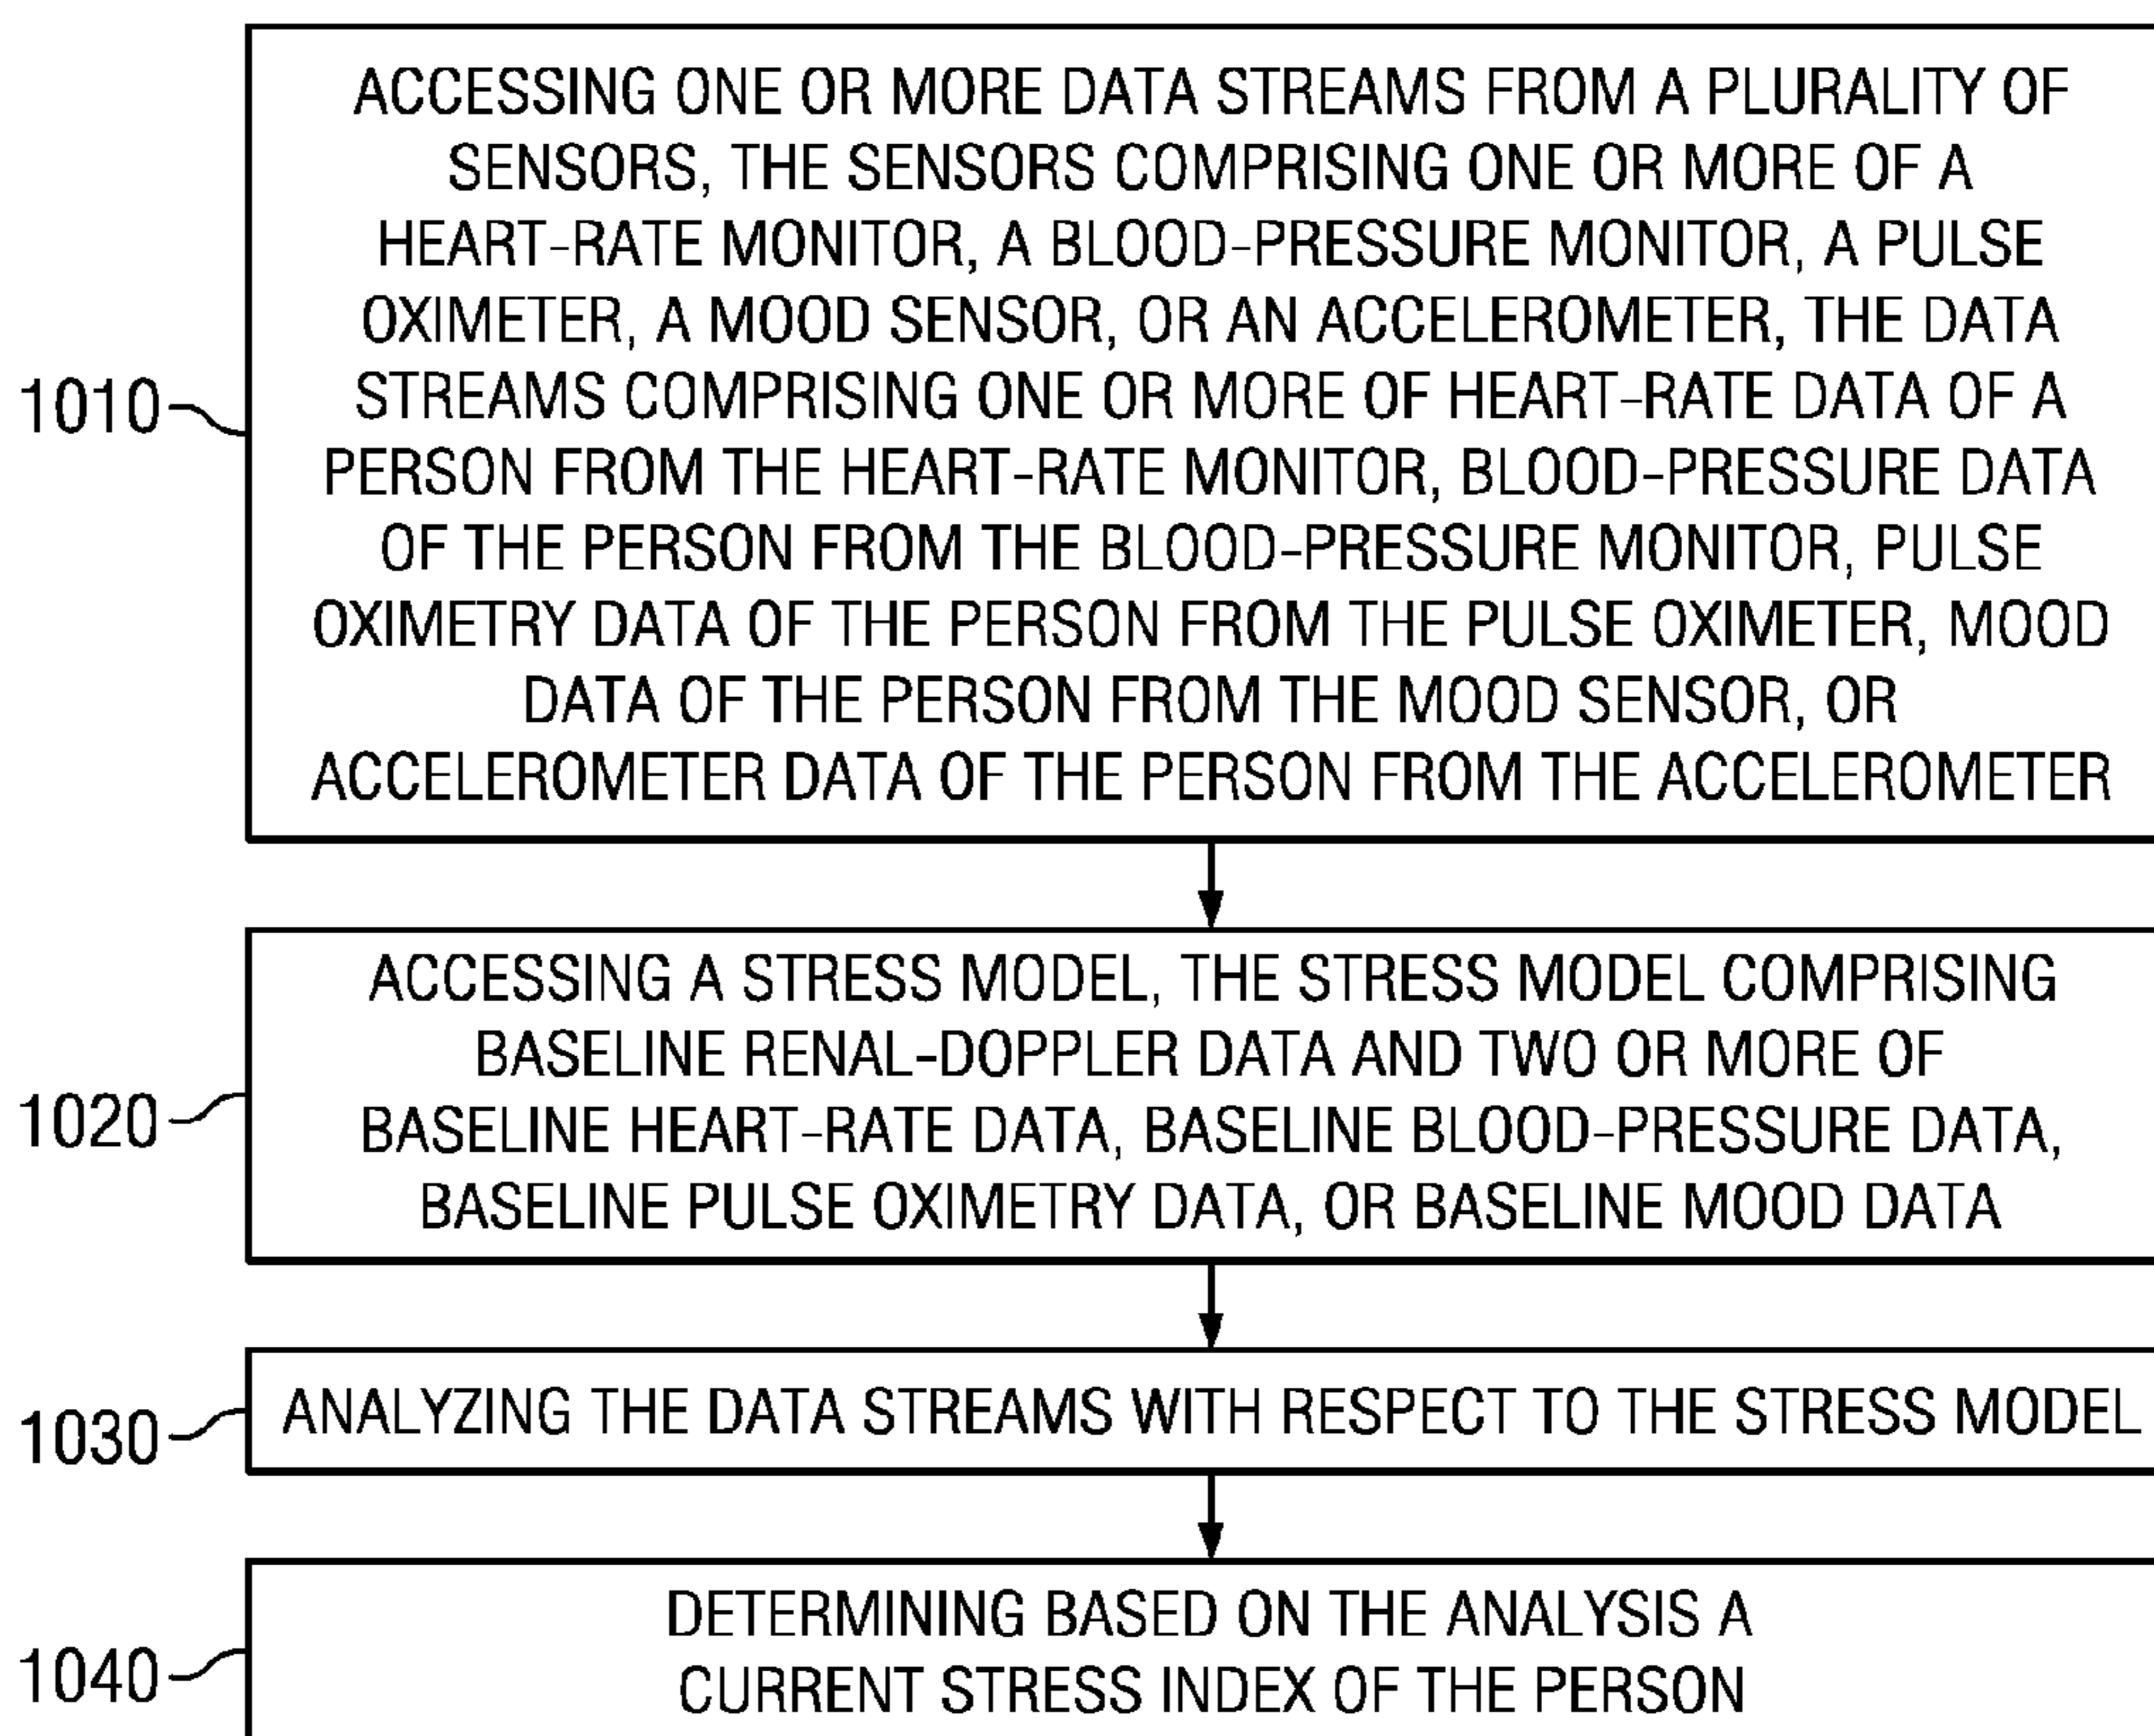 ACCESSING ONE OR MORE DATA STREAMS FROM A PLURALITY OF
SENSORS, THE SENSORS COMPRISING ONE OR MORE OF A
HEART-RATE MONITOR, A BLOOD-PRESSURE MONITOR, A PULSE
OXIMETER, A MOOD SENSOR, OR AN ACCELEROMETER, THE DATA
1010
STREAMS COMPRISING ONE OR MORE OF HEART-RATE DATA OF A
PERSON FROM THE HEART-RATE MONITOR, BLOOD-PRESSURE DATA
OF THE PERSON FROM THE BLOOD-PRESSURE MONITOR, PULSE
OXIMETRY DATA OF THE PERSON FROM THE PULSE OXIMETER, MOOD
DATA OF THE PERSON FROM THE MOOD SENSOR, OR
ACCELEROMETER DATA OF THE PERSON FROM THE ACCELEROMETER
ACCESSING A STRESS MODEL, THE STRESS MODEL COMPRISING
BASELINE RENAL-DOPPLER DATA AND TWO OR MORE OF
1020
BASELINE HEART-RATE DATA, BASELINE BLOOD-PRESSURE DATA,
BASELINE PULSE OXIMETRY DATA, OR BASELINE MOOD DATA
1030
ANALYZING THE DATA STREAMS WITH RESPECT TO THE STRESS MODEL
DETERMINING BASED ON THE ANALYSIS A
1040
CURRENT STRESS INDEX OF THE PERSON